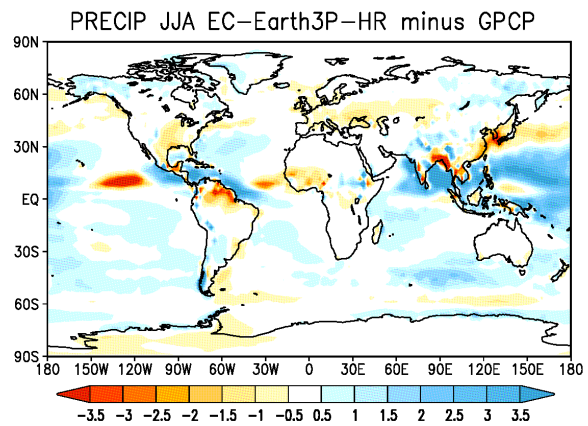 PRECIP JJA EC-Earth3P-HR minus GPCP
90N
60N
30N
EQ
30S
60S
90S
180 150W 120W 90W 60W 30W 0 30E 60E 90E 120E 150E 180
-3.5 -3 -2.5 -2 -1.5 -1 -0.5 0.5 1 1.5 2 2.5 3 3.5